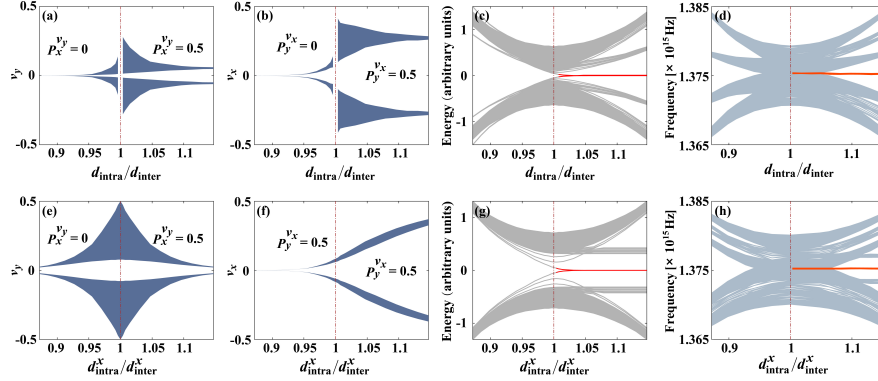 (a)
P_x^{v_y} = 0
P_x^{v_y} = 0.5
v_y
0.5
0
-0.5
0.9 0.95 1 1.05 1.1
d_intra/d_inter
(b)
P_y^{v_x} = 0
P_y^{v_x} = 0.5
v_x
0.5
0
-0.5
0.9 0.95 1 1.05 1.1
d_intra/d_inter
(c)
Energy (arbitrary units)
1
0
-1
0.9 0.95 1 1.05 1.1
d_intra/d_inter
(d)
Frequency [× 10^15 Hz]
1.385
1.375
1.365
0.9 1 1.1
d_intra/d_inter
(e)
P_x^{v_y} = 0
P_x^{v_y} = 0.5
v_y
0.5
0
-0.5
0.9 0.95 1 1.05 1.1
d^x_intra/d^x_inter
(f)
P_y^{v_x} = 0.5
P_y^{v_x} = 0.5
v_x
0.5
0
-0.5
0.9 0.95 1 1.05 1.1
d^x_intra/d^x_inter
(g)
Energy (arbitrary units)
1
0
-1
0.9 0.95 1 1.05 1.1
d^x_intra/d^x_inter
(h)
Frequency [× 10^15 Hz]
1.385
1.375
1.365
0.9 1 1.1
d^x_intra/d^x_inter